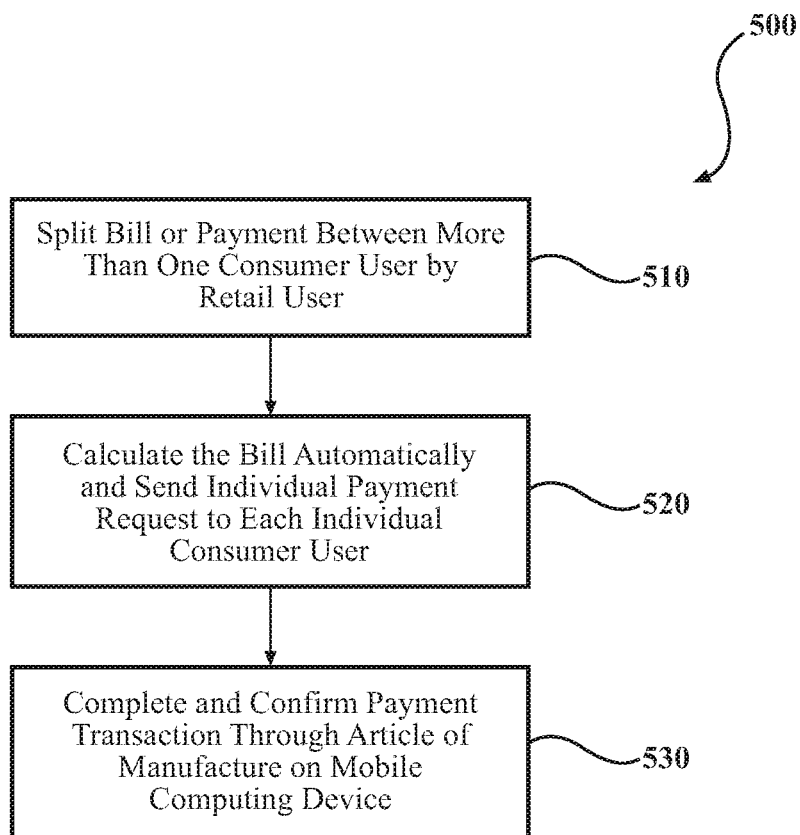 500
Split Bill or Payment Between More
Than One Consumer User by
Retail User
510
Calculate the Bill Automatically
and Send Individual Payment
Request to Each Individual
Consumer User
520
Complete and Confirm Payment
Transaction Through Article of
Manufacture on Mobile
Computing Device
530